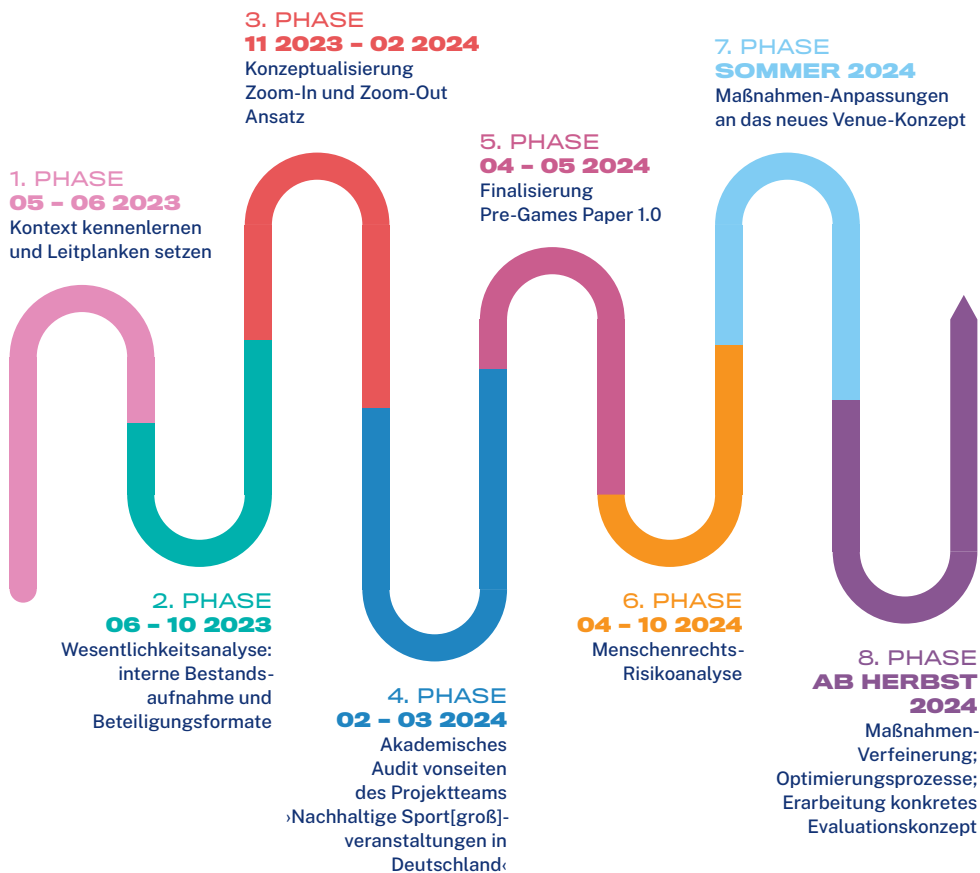 1. PHASE
05 – 06 2023
Kontext kennenlernen
und Leitplanken setzen
2. PHASE
06 – 10 2023
Wesentlichkeitsanalyse:
interne Bestands-
aufnahme und
Beteiligungsformate
3. PHASE
11 2023 – 02 2024
Konzeptualisierung
Zoom-In und Zoom-Out
Ansatz
4. PHASE
02 – 03 2024
Akademisches
Audit vonseiten
des Projektteams
›Nachhaltige Sport[groß]-
veranstaltungen in
Deutschland‹
5. PHASE
04 – 05 2024
Finalisierung
Pre-Games Paper 1.0
6. PHASE
04 – 10 2024
Menschenrechts-
Risikoanalyse
7. PHASE
SOMMER 2024
Maßnahmen-Anpassungen
an das neues Venue-Konzept
8. PHASE
AB HERBST
2024
Maßnahmen-
Verfeinerung;
Optimierungsprozesse;
Erarbeitung konkretes
Evaluationskonzept